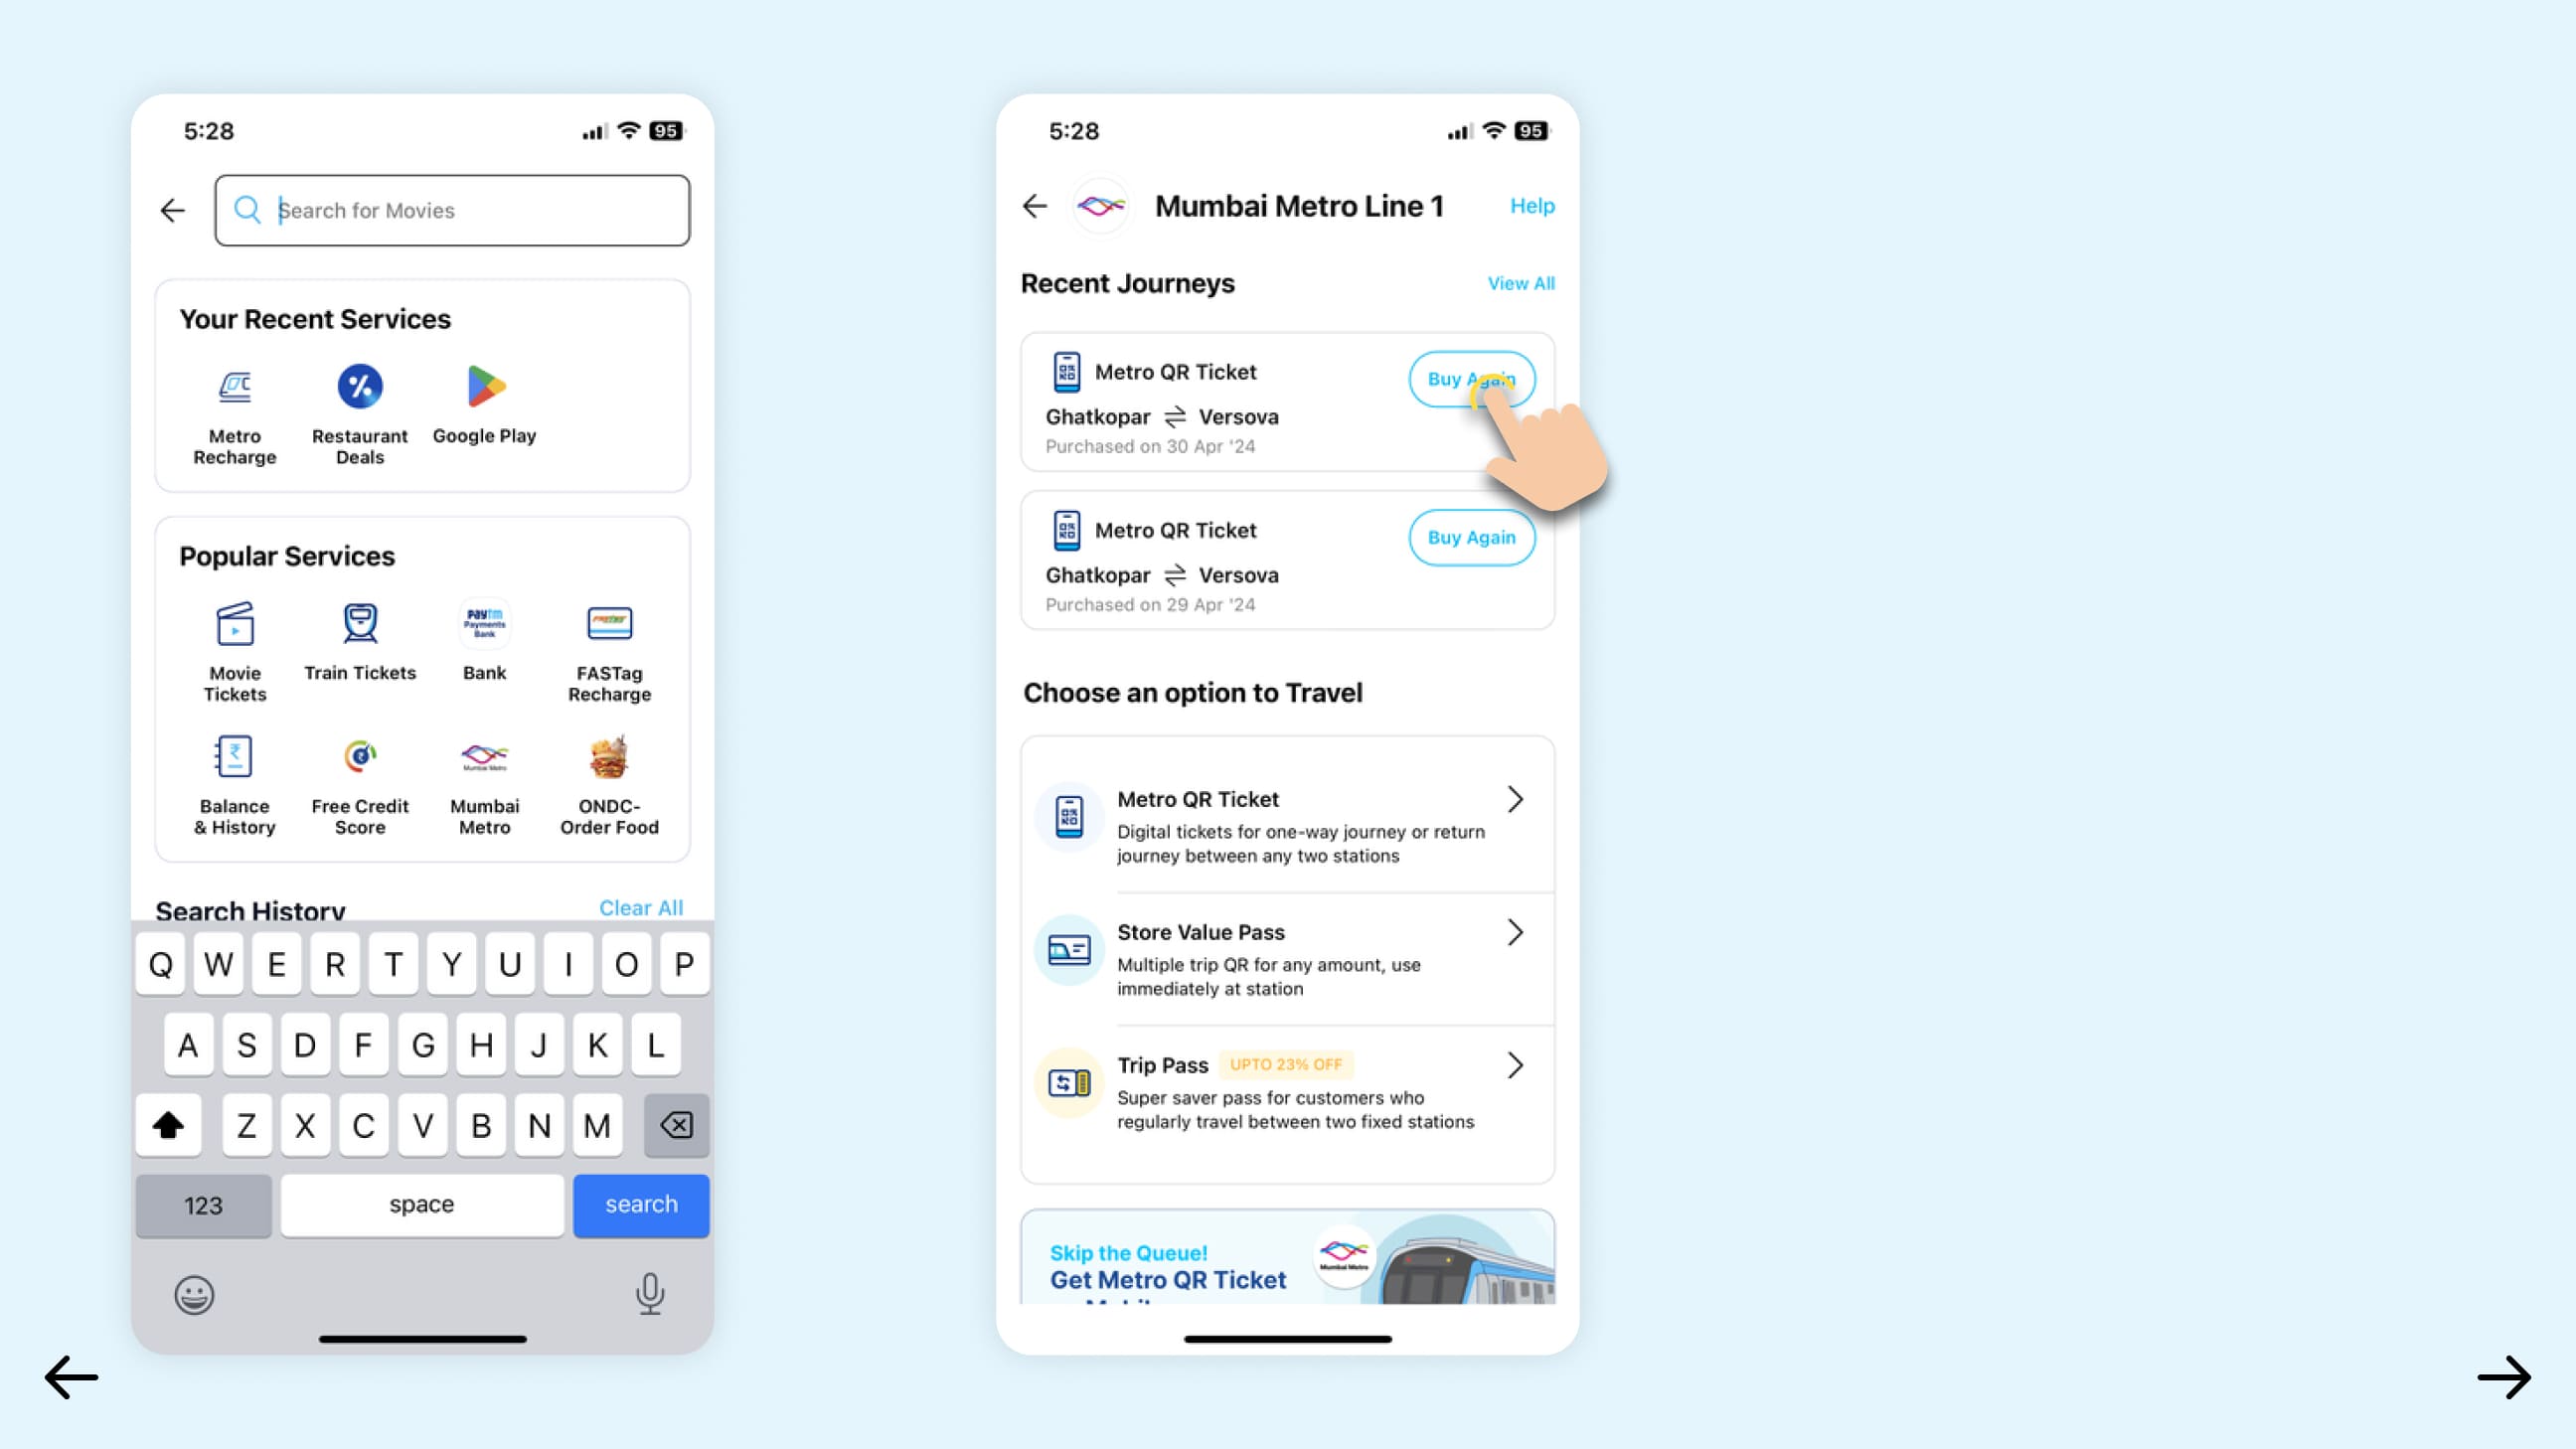 5:28
95
Search for Movies
Your Recent Services
Metro
Recharge
Restaurant
Deals
Google Play
Popular Services
Paytm
Payments
Bank
Movie
Tickets
Train Tickets
Bank
FASTag
Recharge
Mumbai Metro
Balance
& History
Free Credit
Score
Mumbai
Metro
ONDC-
Order Food
Search History
Clear All
Q W E R T Y U I O P
A S D F G H J K L
Z X C V B N M
123
space
search
5:28
95
Mumbai Metro Line 1
Help
Recent Journeys
View All
Metro QR Ticket
Buy Again
Ghatkopar ⇌ Versova
Purchased on 30 Apr '24
Metro QR Ticket
Buy Again
Ghatkopar ⇌ Versova
Purchased on 29 Apr '24
Choose an option to Travel
Metro QR Ticket
Digital tickets for one-way journey or return
journey between any two stations
Store Value Pass
Multiple trip QR for any amount, use
immediately at station
Trip Pass
UPTO 23% OFF
Super saver pass for customers who
regularly travel between two fixed stations
Skip the Queue!
Get Metro QR Ticket
Mumbai Metro